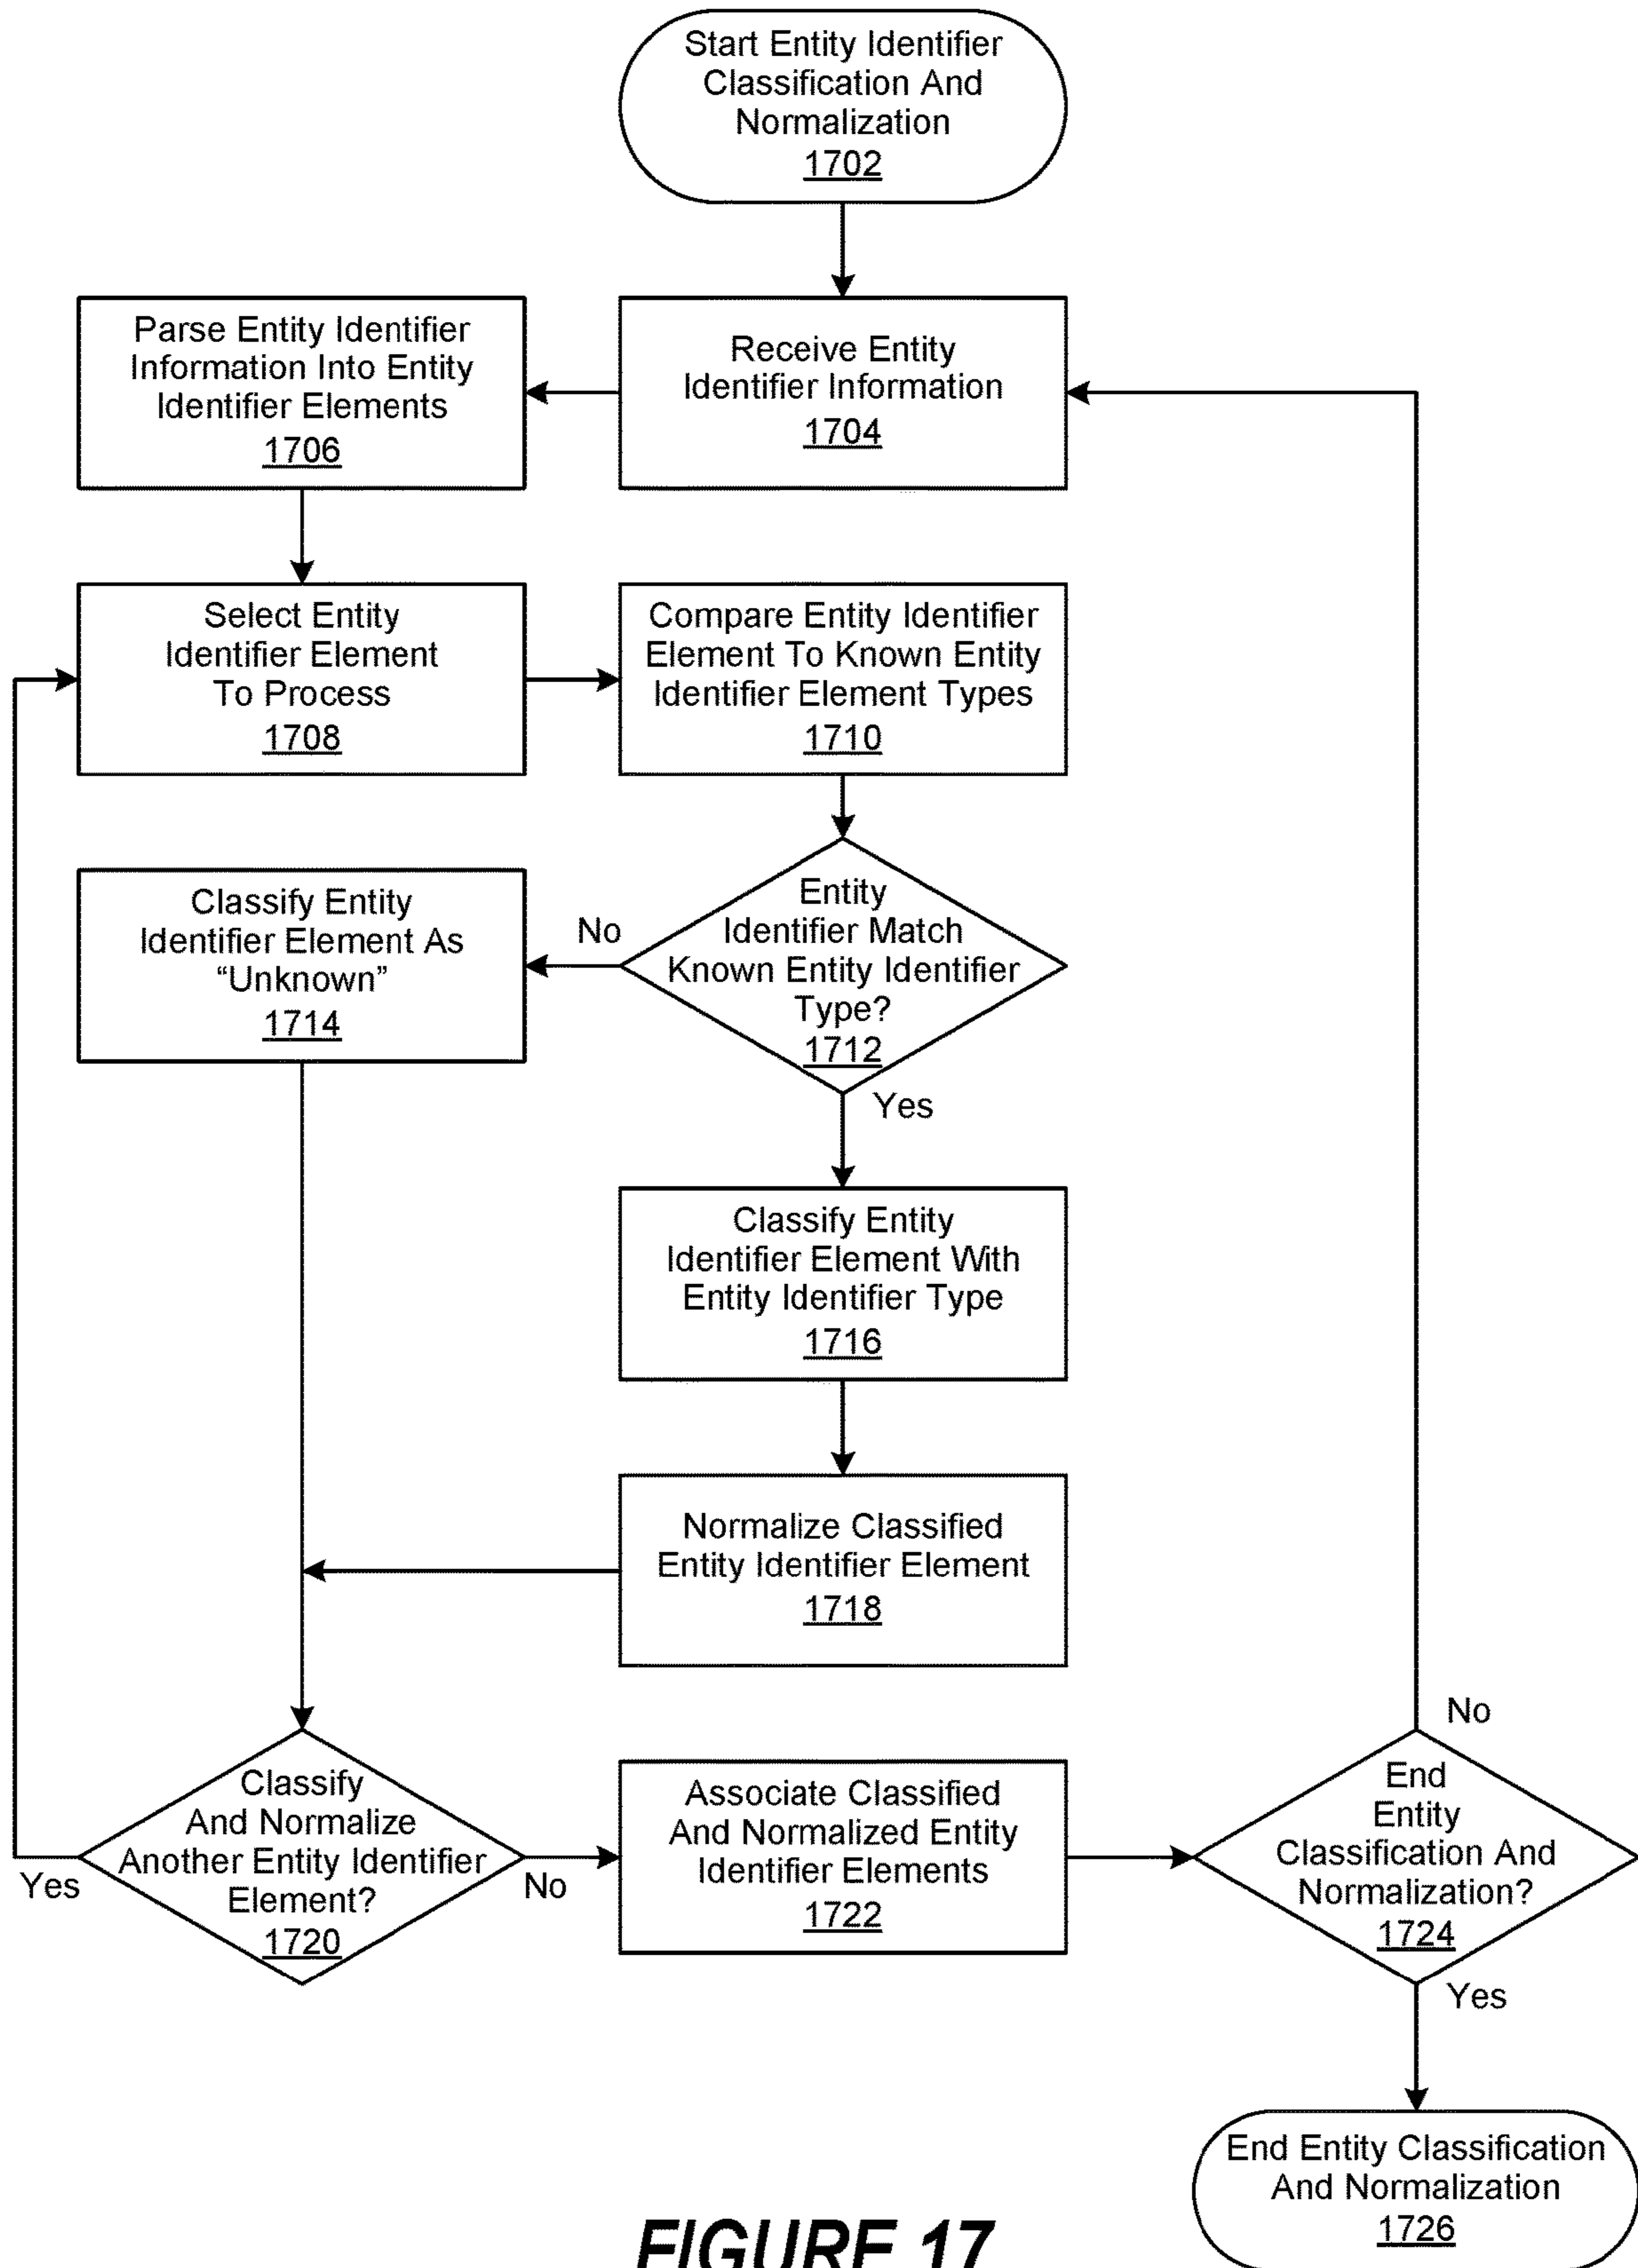 Start Entity Identifier
Classification And
Normalization
1702
Parse Entity Identifier
Information Into Entity
Identifier Elements
1706
Receive Entity
Identifier Information
1704
Select Entity
Identifier Element
To Process
1708
Compare Entity Identifier
Element To Known Entity
Identifier Element Types
1710
Classify Entity
Identifier Element As
“Unknown”
1714
No
Entity
Identifier Match
Known Entity Identifier
Type?
1712
Yes
Classify Entity
Identifier Element With
Entity Identifier Type
1716
Normalize Classified
Entity Identifier Element
1718
Classify
And Normalize
Another Entity Identifier
Element?
1720
Yes
No
Associate Classified
And Normalized Entity
Identifier Elements
1722
No
End
Entity
Classification And
Normalization?
1724
Yes
End Entity Classification
And Normalization
1726
FIGURE 17